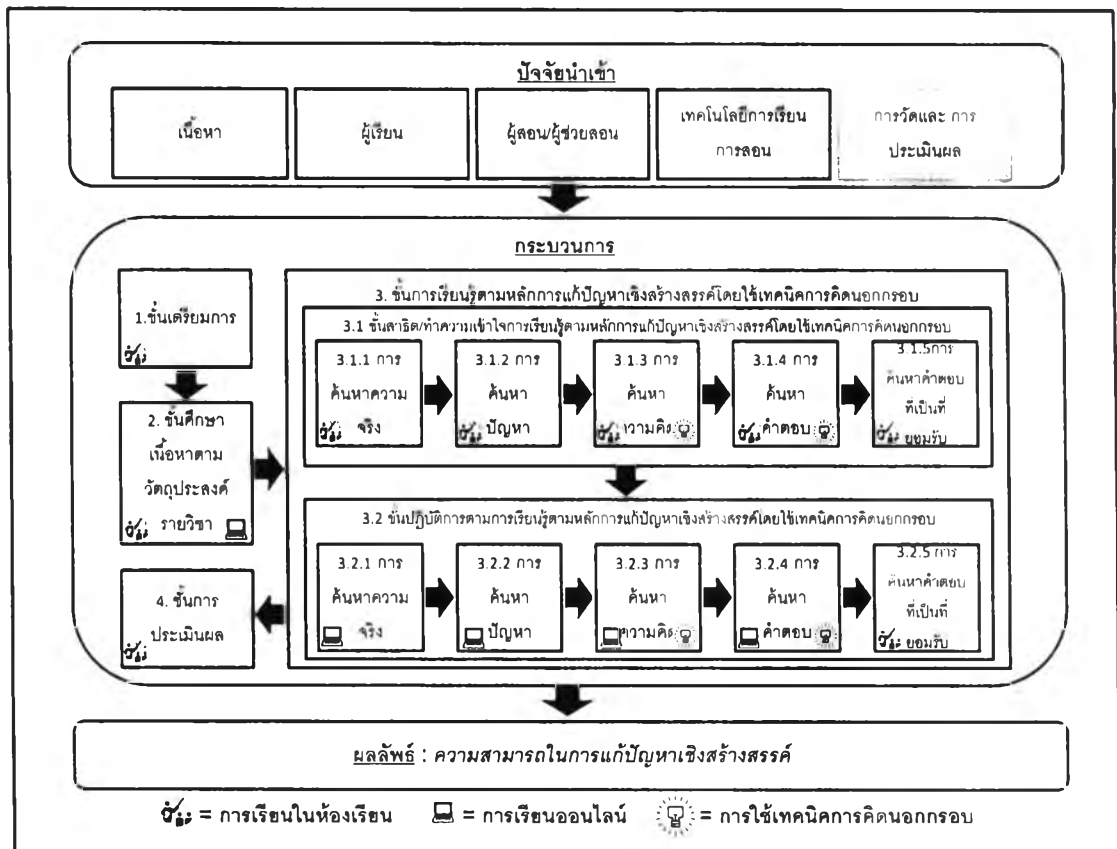 ปัจจัยนำเข้า
เนื้อหา
ผู้เรียน
ผู้สอน/ผู้ช่วยสอน
เทคโนโลยีการเรียน
การสอน
การวัดและ การ
ประเมินผล
กระบวนการ
1.ขั้นเตรียมการ
2. ขั้นศึกษา
เนื้อหาตาม
วัตถุประสงค์
รายวิชา
3. ขั้นการเรียนรู้ตามหลักการแก้ปัญหาเชิงสร้างสรรค์โดยใช้เทคนิคการคิดนอกกรอบ
3.1 ขั้นสาธิต/ทำความเข้าใจการเรียนรู้ตามหลักการแก้ปัญหาเชิงสร้างสรรค์โดยใช้เทคนิคการคิดนอกกรอบ
3.1.1 การ
ค้นหาความ
จริง
3.1.2 การ
ค้นหา
ปัญหา
3.1.3 การ
ค้นหา
ความคิด
3.1.4 การ
ค้นหา
คำตอบ
3.1.5การ
ค้นหาคำตอบ
ที่เป็นที่
ยอมรับ
3.2 ขั้นปฏิบัติการตามการเรียนรู้ตามหลักการแก้ปัญหาเชิงสร้างสรรค์โดยใช้เทคนิคการคิดนอกกรอบ
3.2.1 การ
ค้นหาความ
จริง
3.2.2 การ
ค้นหา
ปัญหา
3.2.3 การ
ค้นหา
ความคิด
3.2.4 การ
ค้นหา
คำตอบ
3.2.5 การ
ค้นหาคำตอบ
ที่เป็นที่
ยอมรับ
4. ขั้นการ
ประเมินผล
ผลลัพธ์ : ความสามารถในการแก้ปัญหาเชิงสร้างสรรค์
= การเรียนในห้องเรียน
= การเรียนออนไลน์
= การใช้เทคนิคการคิดนอกกรอบ